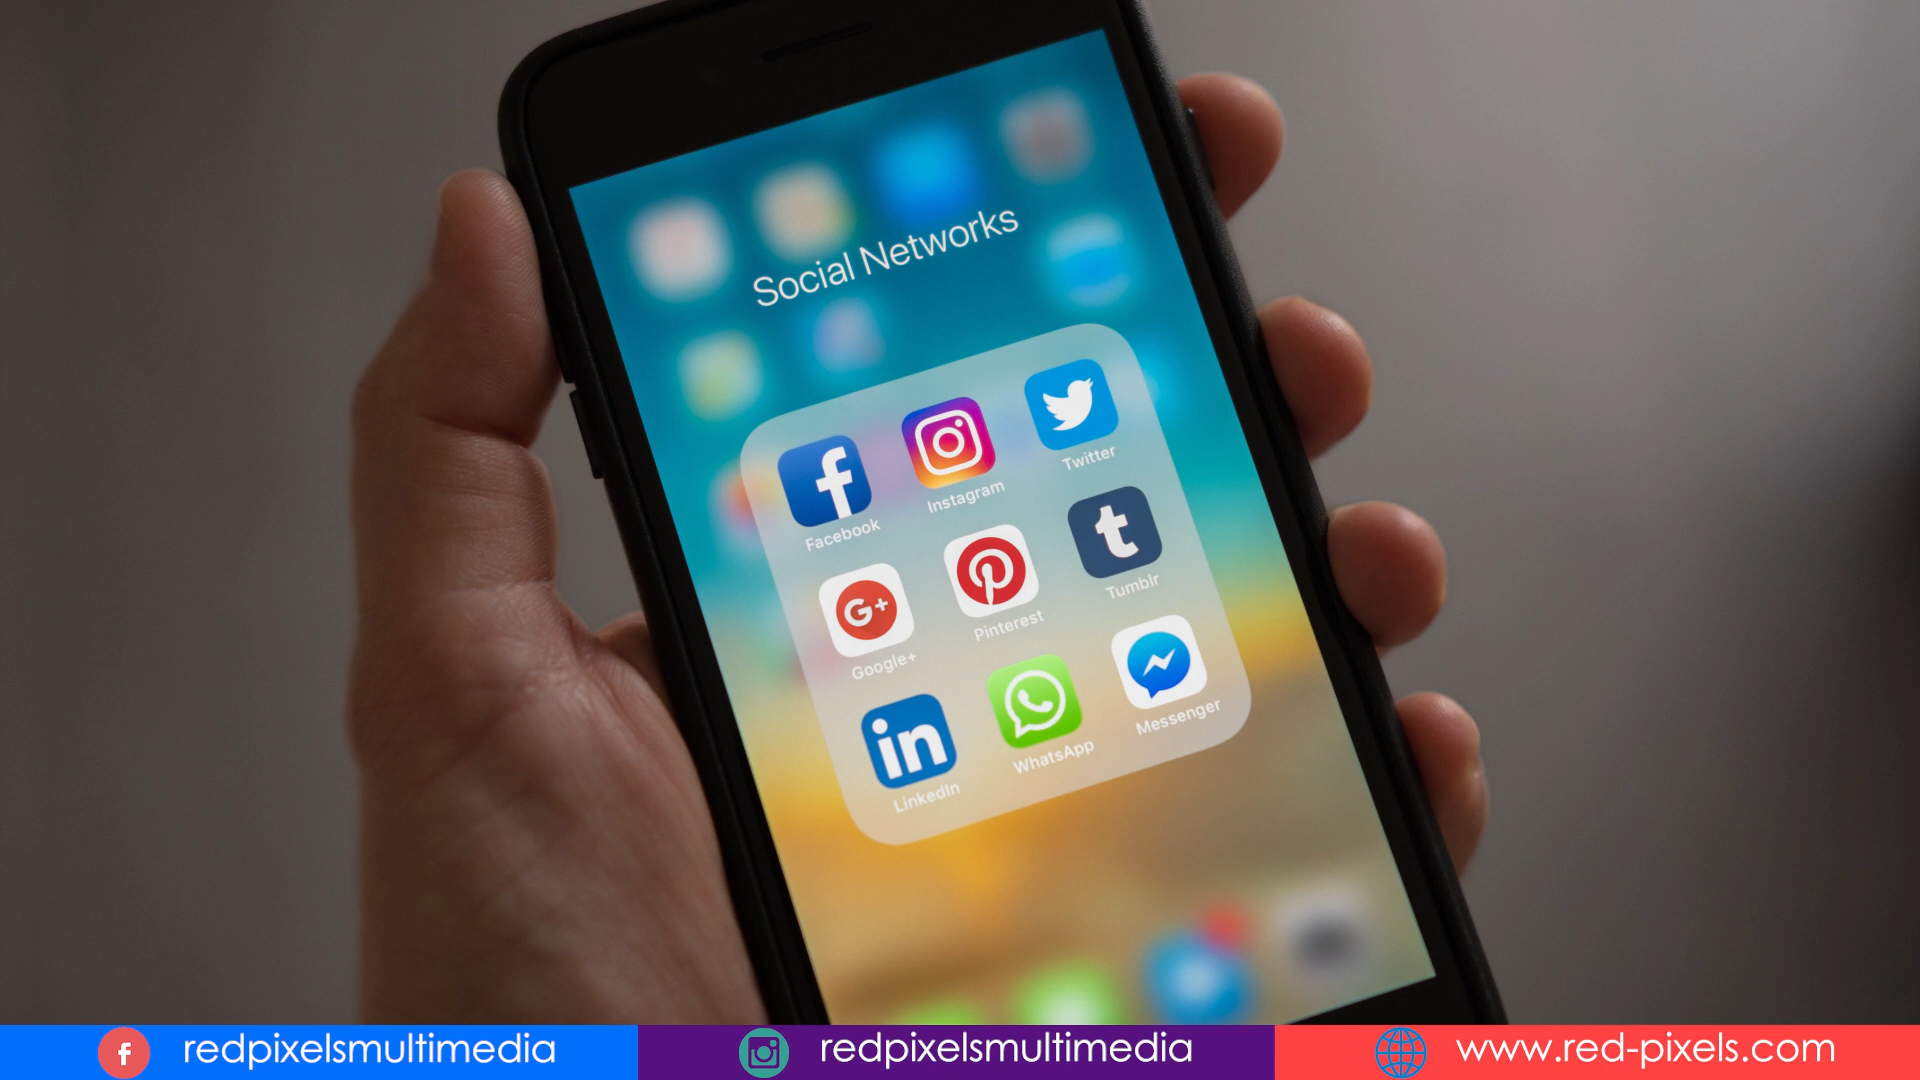 Social Networks
Facebook
Instagram
Twitter
Google+
Pinterest
Tumblr
LinkedIn
WhatsApp
Messenger
redpixelsmultimedia
redpixelsmultimedia
www.red-pixels.com